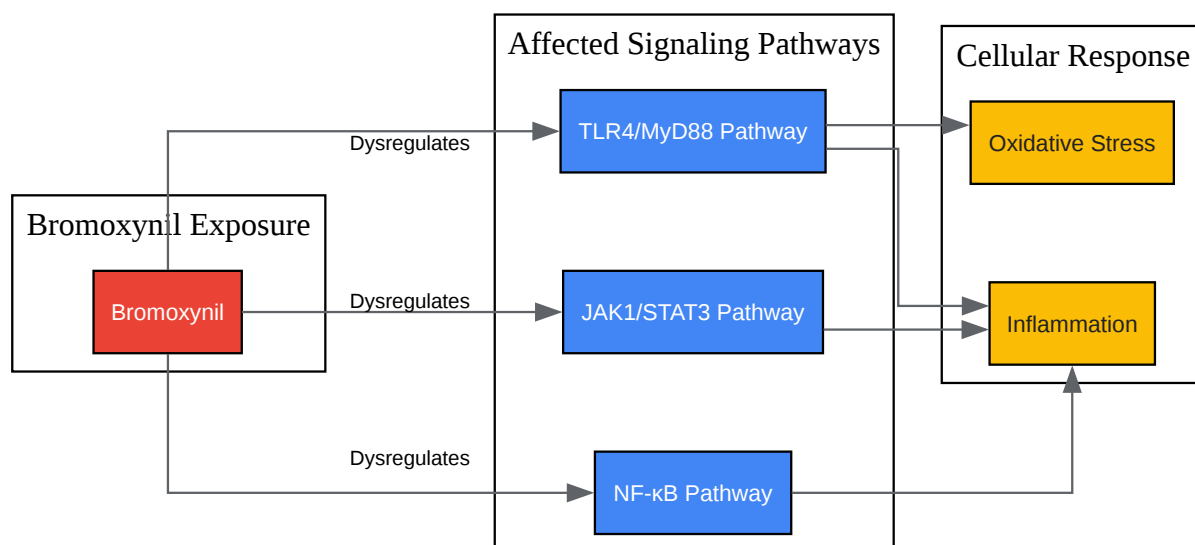 Affected Signaling Pathways
Cellular Response
TLR4/MyD88 Pathway
Oxidative Stress
Dysregulates
Bromoxynil Exposure
Bromoxynil
Dysregulates
JAK1/STAT3 Pathway
Inflammation
Dysregulates
NF-κB Pathway